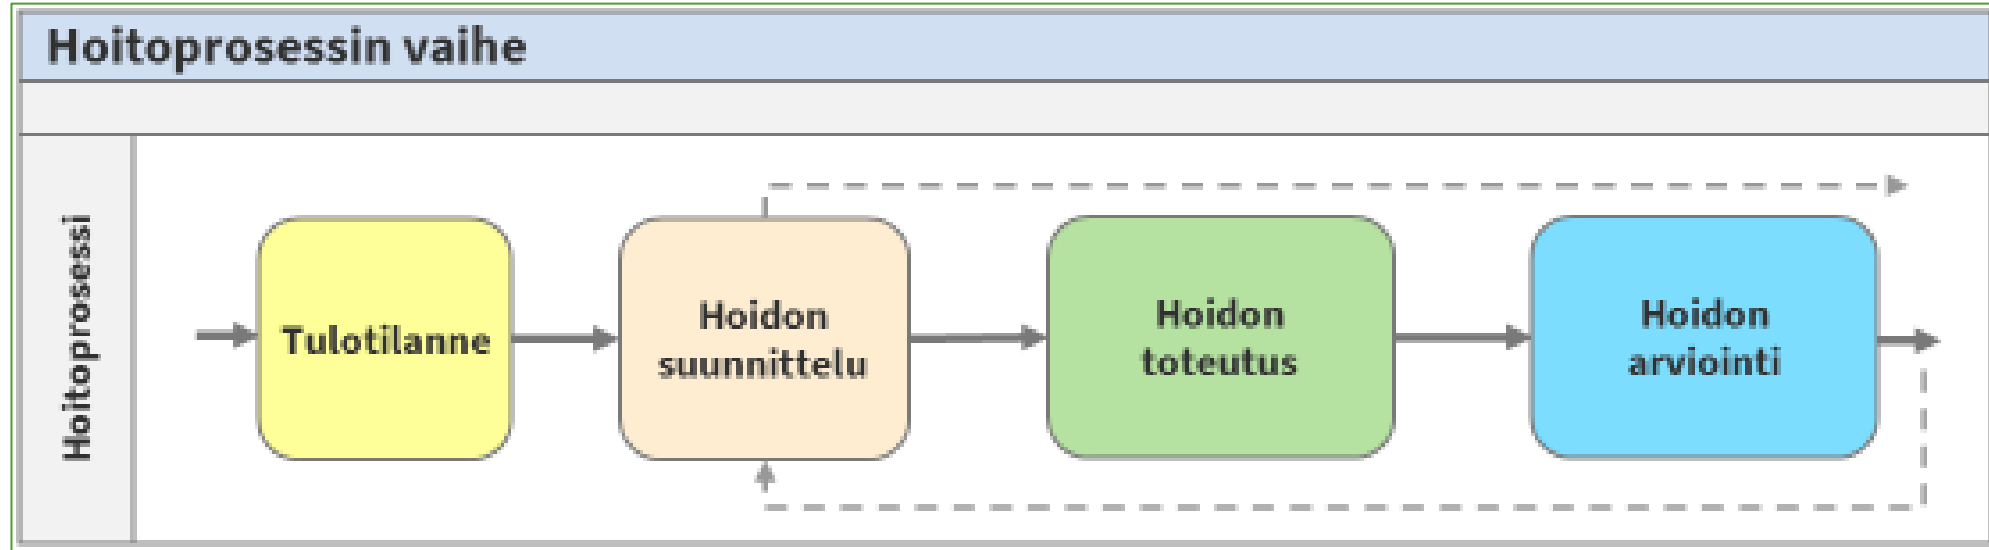 Hoitoprosessin vaihe
Hoitoprosessi
Tulotilanne
Hoidon
suunnittelu
Hoidon
toteutus
Hoidon
arviointi